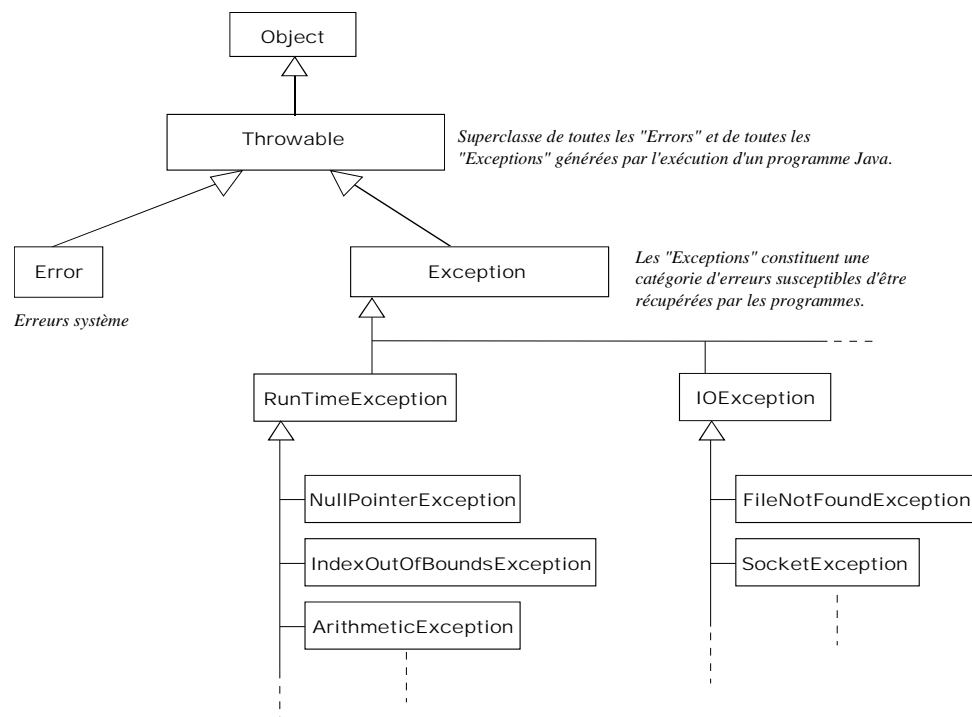 Object
Throwable
Superclasse de toutes les "Errors" et de toutes les
"Exceptions" générées par l'exécution d'un programme Java.
Error
Exception
Les "Exceptions" constituent une
catégorie d'erreurs susceptibles d'être
récupérées par les programmes.
Erreurs système
RunTimeException
IOException
NullPointerException
FileNotFoundException
IndexOutOfBoundsException
SocketException
ArithmeticException